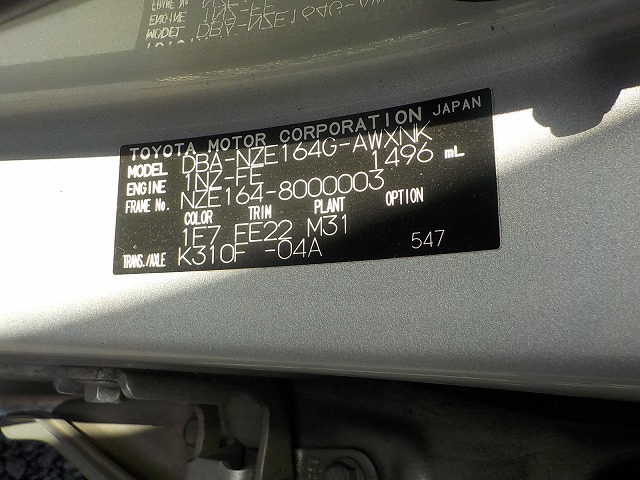 TOYOTA MOTOR CORPORATION JAPAN
MODEL DBA-NZE164G-AWXNK
ENGINE 1NZ-FE 1496 mL
FRAME No. NZE164-8000003
COLOR TRIM PLANT OPTION
1E7 FE22 M31
TRANS./AXLE K310F -04A 547